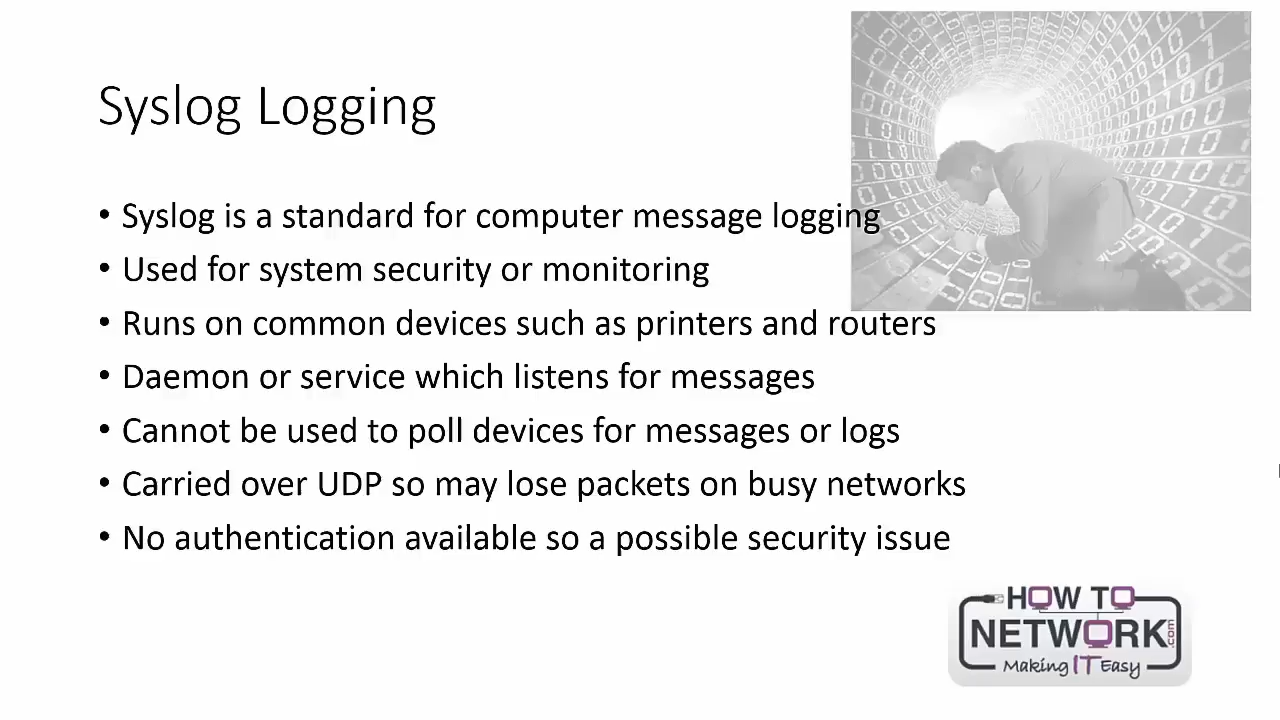 Syslog Logging
• Syslog is a standard for computer message logging
• Used for system security or monitoring
• Runs on common devices such as printers and routers
• Daemon or service which listens for messages
• Cannot be used to poll devices for messages or logs
• Carried over UDP so may lose packets on busy networks
• No authentication available so a possible security issue
HOW TO
NETWORK.com
Making IT Easy